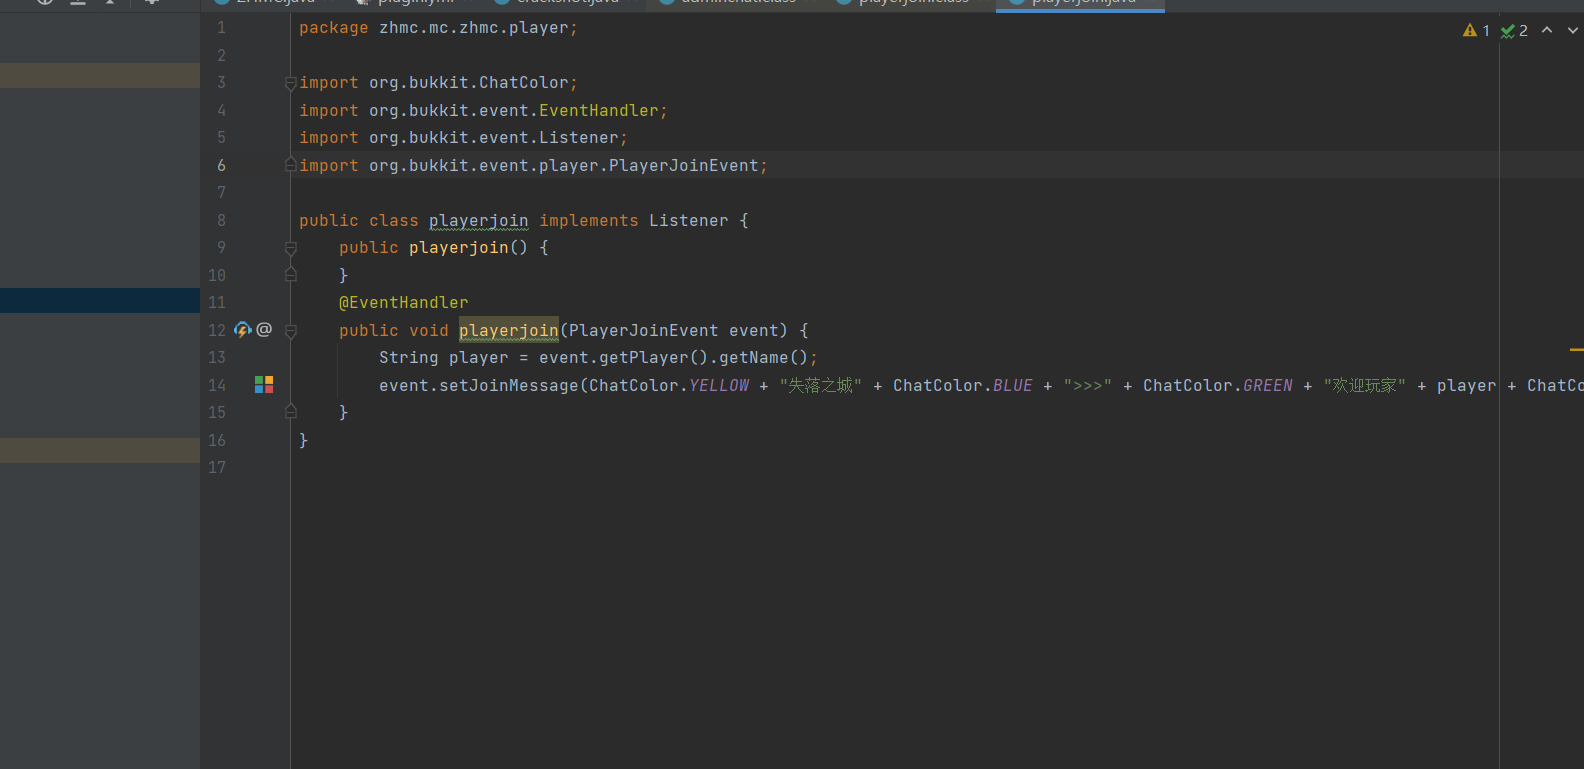 1 package zhmc.mc.zhmc.player;
2
3 import org.bukkit.ChatColor;
4 import org.bukkit.event.EventHandler;
5 import org.bukkit.event.Listener;
6 import org.bukkit.event.player.PlayerJoinEvent;
7
8 public class playerjoin implements Listener {
9 public playerjoin() {
10 }
11 @EventHandler
12 @ public void playerjoin(PlayerJoinEvent event) {
13 String player = event.getPlayer().getName();
14 event.setJoinMessage(ChatColor.YELLOW + "失落之城" + ChatColor.BLUE + ">>>" + ChatColor.GREEN + "欢迎玩家" + player + ChatCo
15 }
16 }
17
1 2